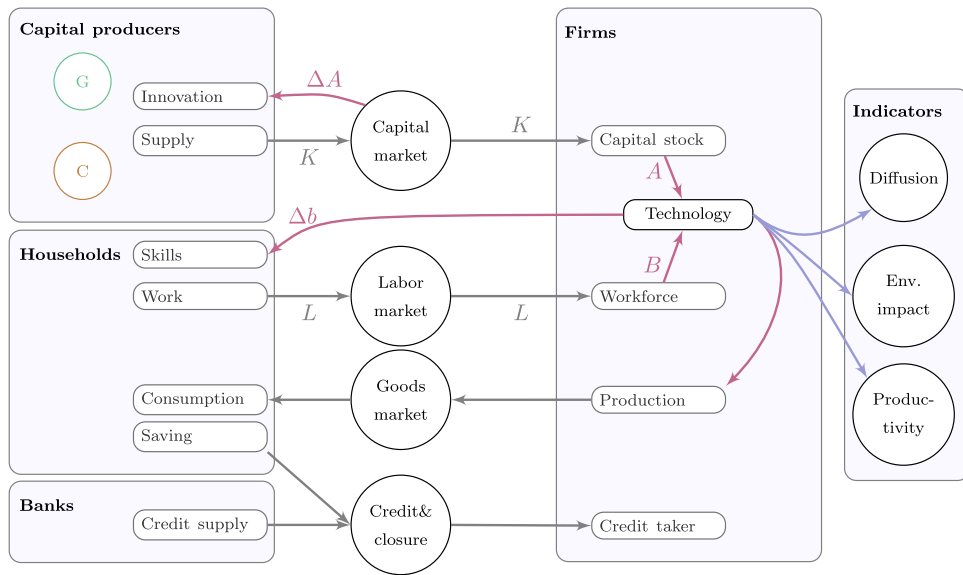 Capital producers
G
Innovation
Supply
C
ΔA
K
Capital
market
K
Firms
Capital stock
A
Technology
B
Workforce
Production
Credit taker
Households
Skills
Δb
Work
L
Labor
market
L
Consumption
Goods
market
Saving
Banks
Credit supply
Credit&
closure
Indicators
Diffusion
Env.
impact
Produc-
tivity